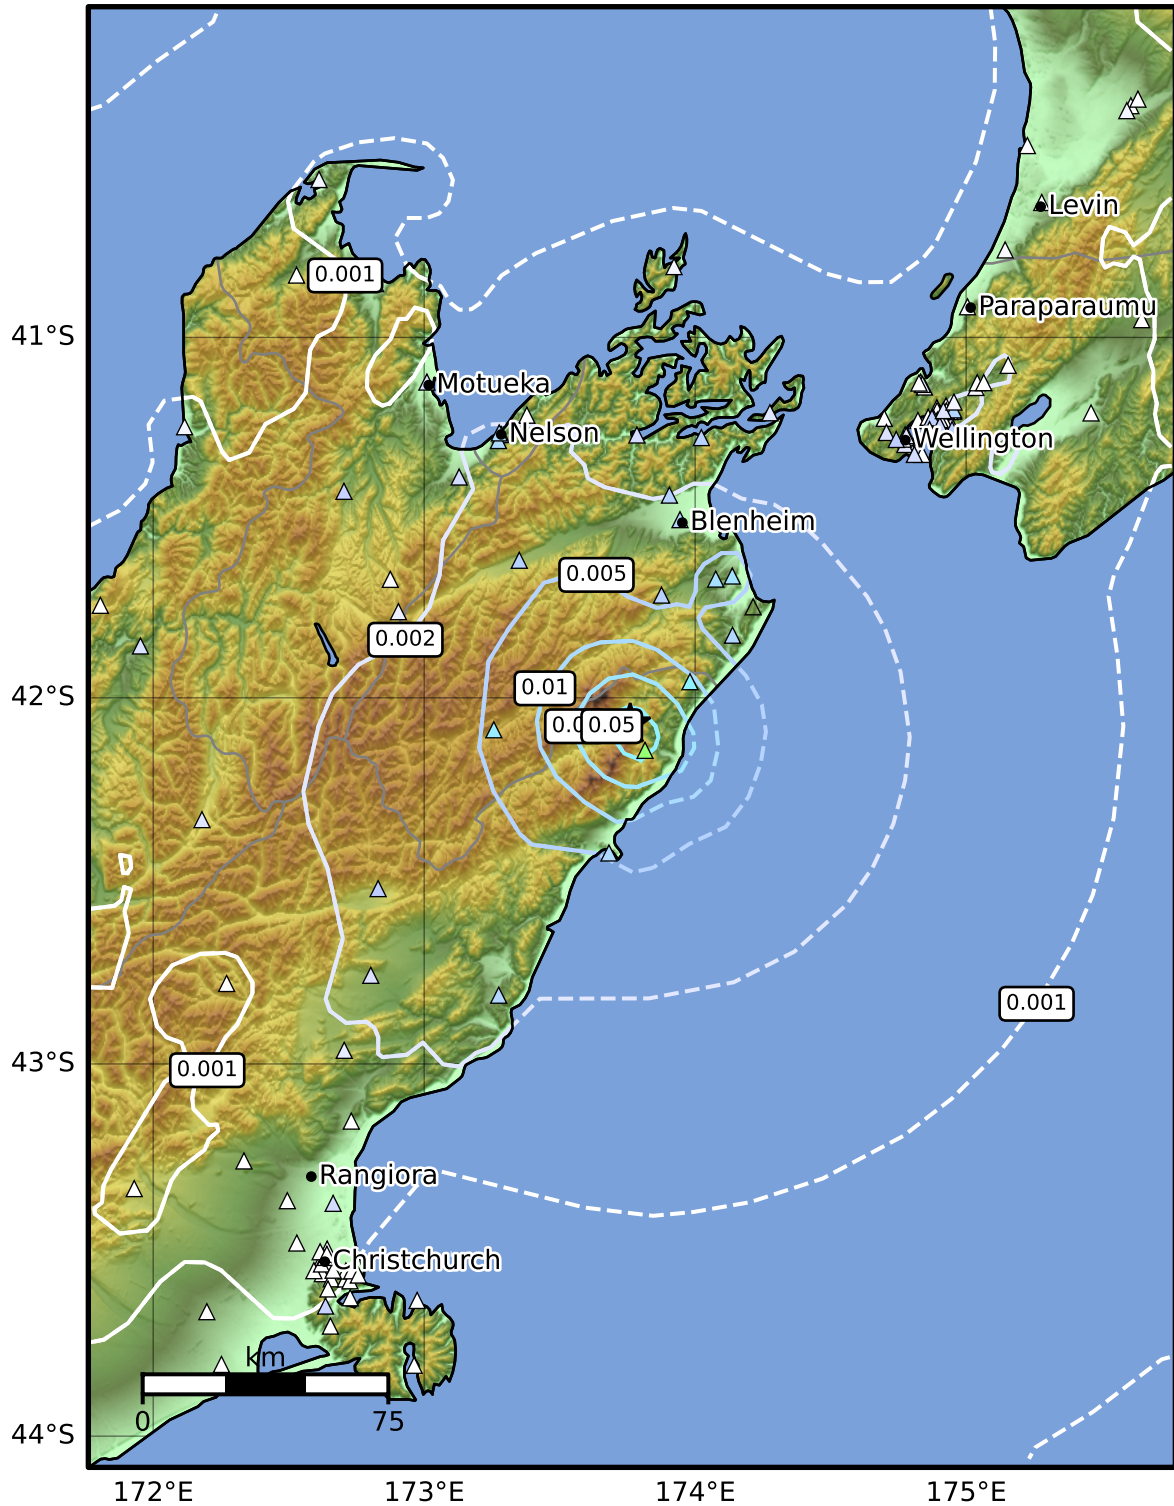 Levin
0.001
Paraparaumu
41°S
Motueka
Nelson
Wellington
Blenheim
0.005
0.002
0.01
42°S
0.05
0.001
43°S
0.001
Rangiora
Christchurch
km
0
75
44°S
172°E
173°E
174°E
175°E